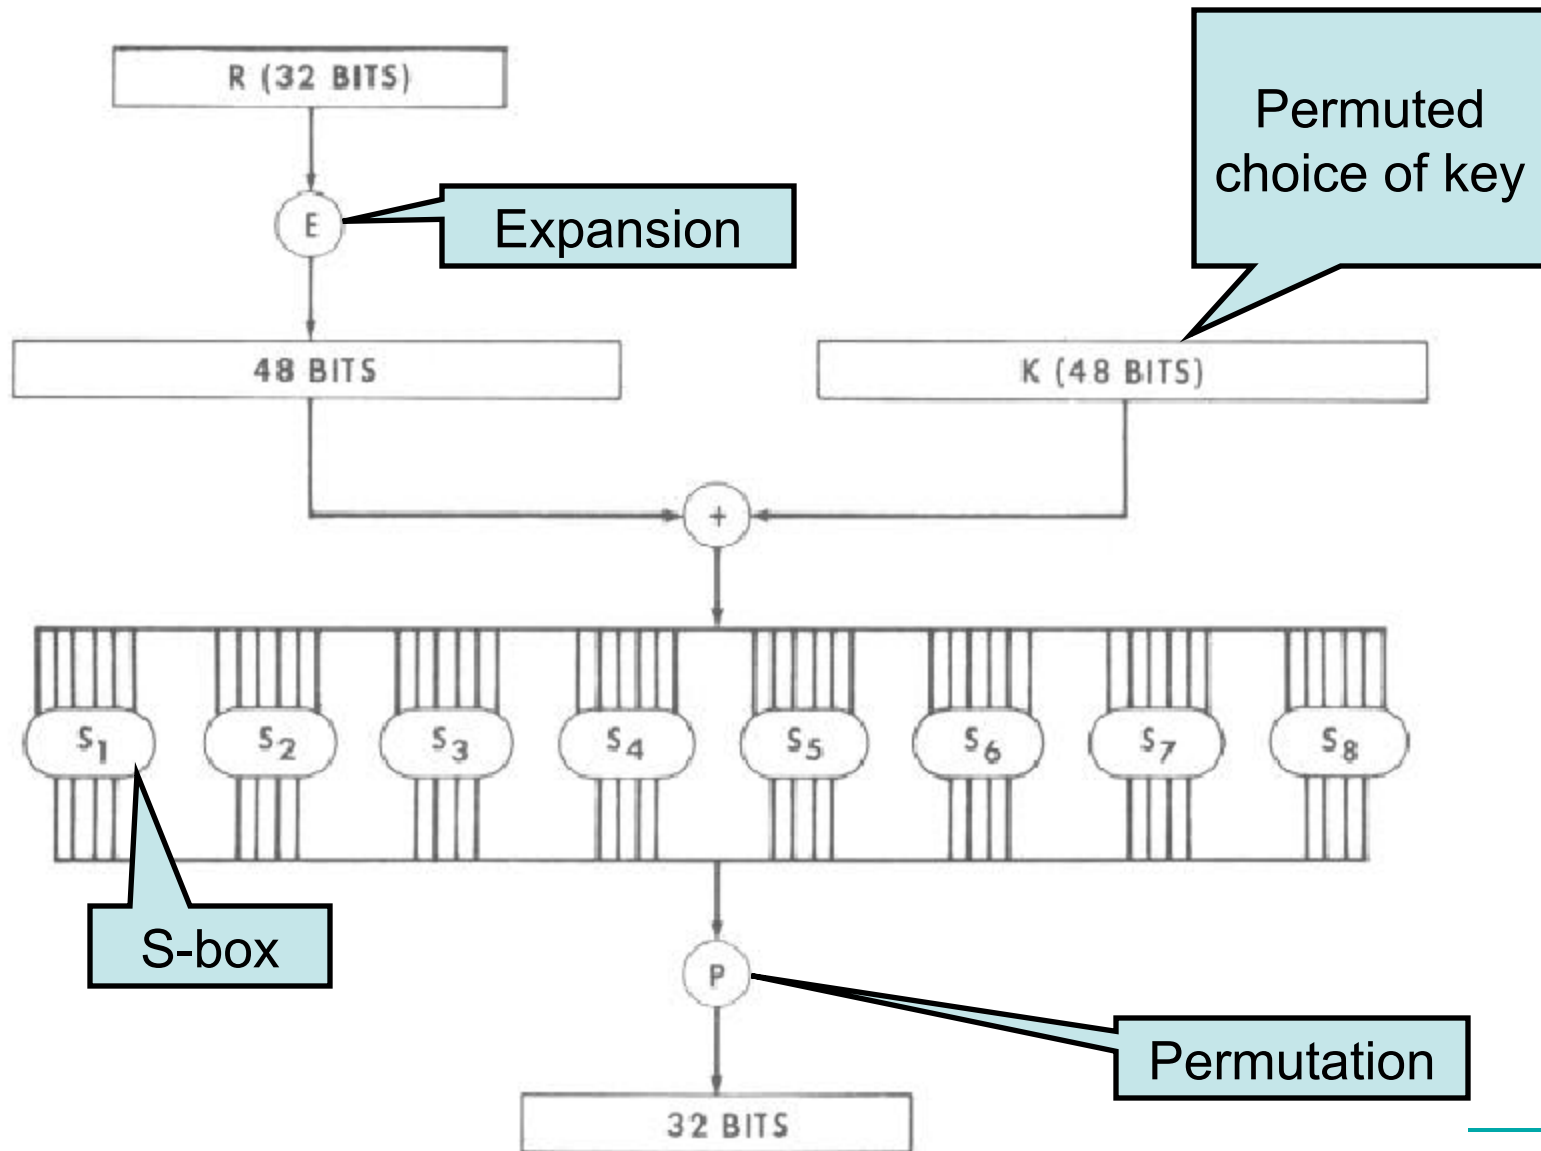 R (32 BITS)
Permuted
choice of key
E
Expansion
48 BITS
K (48 BITS)
+
S1 S2 S3 S4 S5 S6 S7 S8
S-box
P
Permutation
32 BITS